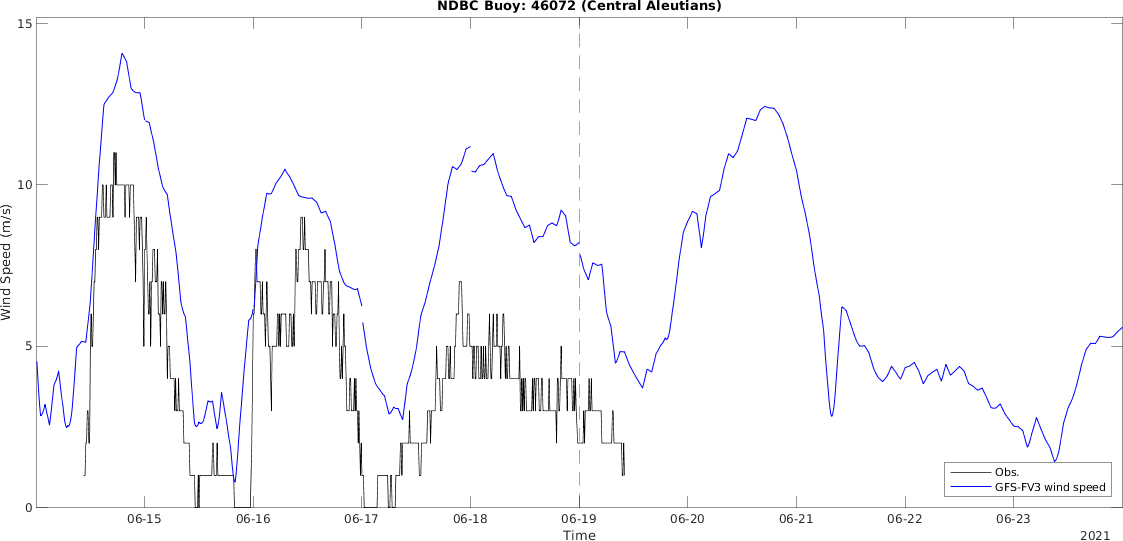 NDBC Buoy: 46072 (Central Aleutians)
15
10
5
0
Wind Speed (m/s)
06-15
06-16
06-17
06-18
06-19
06-20
06-21
06-22
06-23
Time
2021
Obs.
GFS-FV3 wind speed